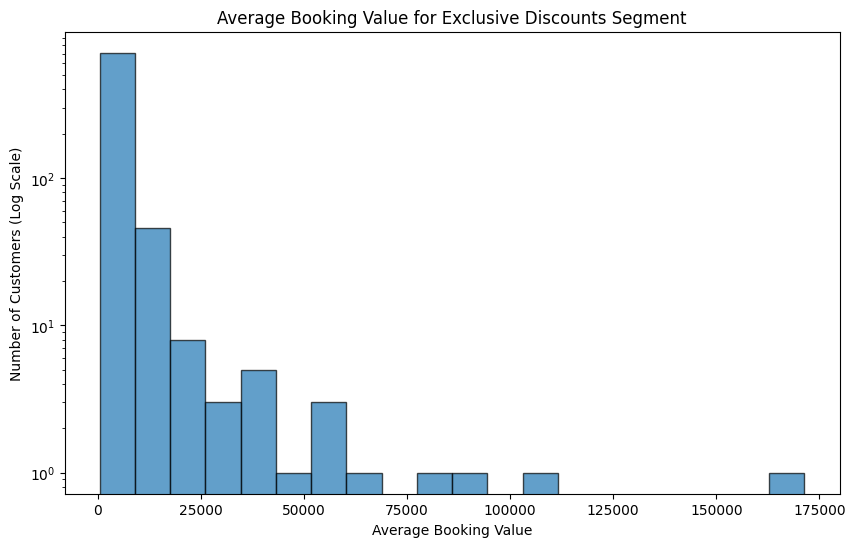 Average Booking Value for Exclusive Discounts Segment
Number of Customers (Log Scale)
10²
10¹
10⁰
0 25000 50000 75000 100000 125000 150000 175000
Average Booking Value